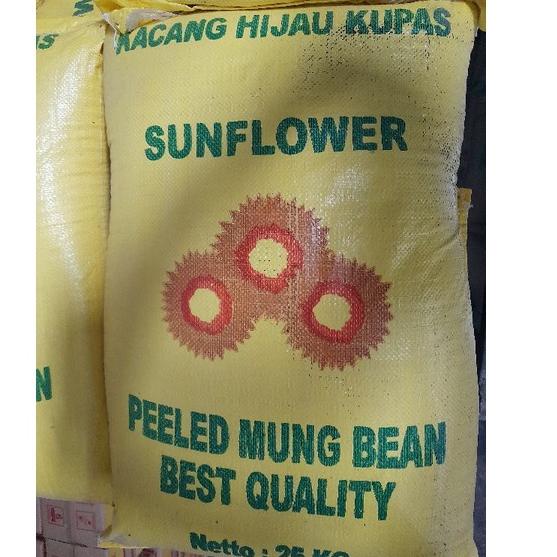 KACANG HIJAU KUPAS
SUNFLOWER
PEELED MUNG BEAN
BEST QUALITY
Netto : 25 KG